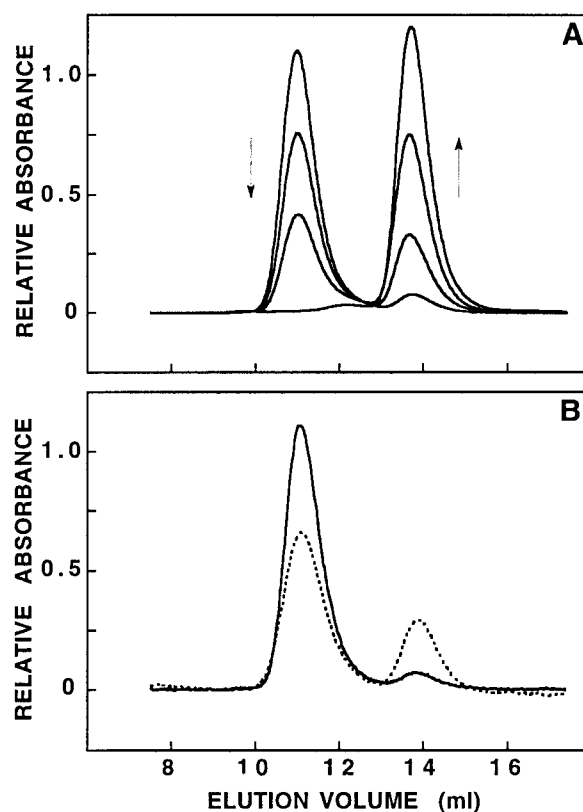 A
RELATIVE ABSORBANCE
1.0
0.5
0
B
RELATIVE ABSORBANCE
1.0
0.5
0
8 10 12 14 16
ELUTION VOLUME (ml)